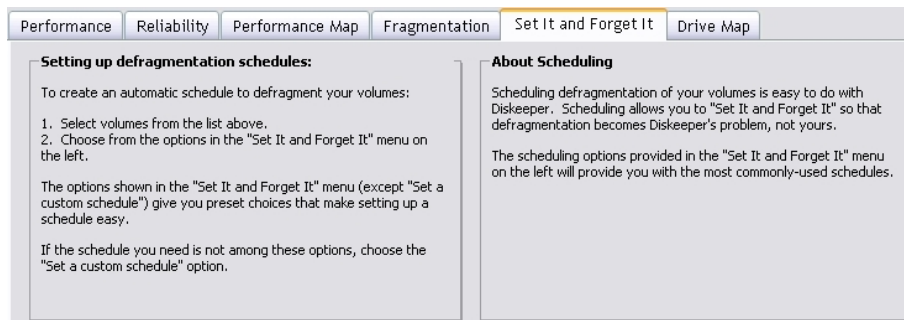 Performance Reliability Performance Map Fragmentation Set It and Forget It Drive Map
Setting up defragmentation schedules:
To create an automatic schedule to defragment your volumes:
1. Select volumes from the list above.
2. Choose from the options in the "Set It and Forget It" menu on
the left.
The options shown in the "Set It and Forget It" menu (except "Set a
custom schedule") give you preset choices that make setting up a
schedule easy.
If the schedule you need is not among these options, choose the
"Set a custom schedule" option.
About Scheduling
Scheduling defragmentation of your volumes is easy to do with
Diskeeper. Scheduling allows you to "Set It and Forget It" so that
defragmentation becomes Diskeeper's problem, not yours.
The scheduling options provided in the "Set It and Forget It" menu
on the left will provide you with the most commonly-used schedules.